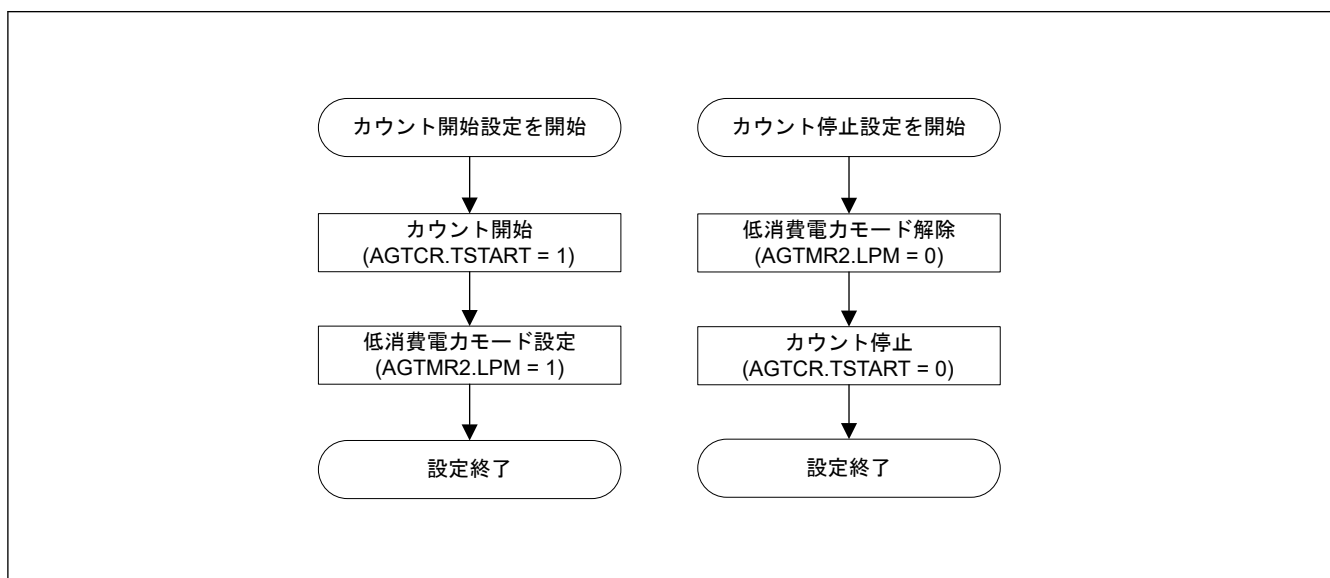 カウント開始設定を開始
カウント開始
(AGTCR.TSTART = 1)
低消費電力モード設定
(AGTMR2.LPM = 1)
設定終了
カウント停止設定を開始
低消費電力モード解除
(AGTMR2.LPM = 0)
カウント停止
(AGTCR.TSTART = 0)
設定終了